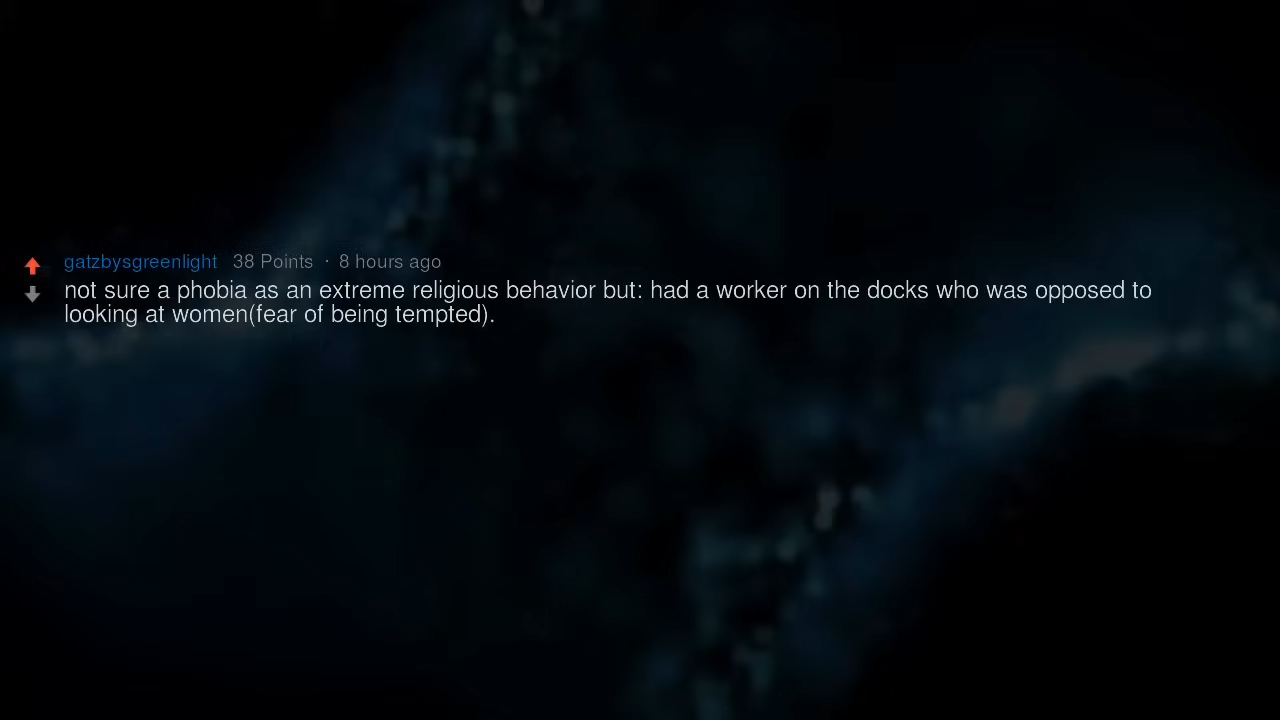 gatzbysgreenlight 38 Points · 8 hours ago
not sure a phobia as an extreme religious behavior but: had a worker on the docks who was opposed to
looking at women(fear of being tempted).